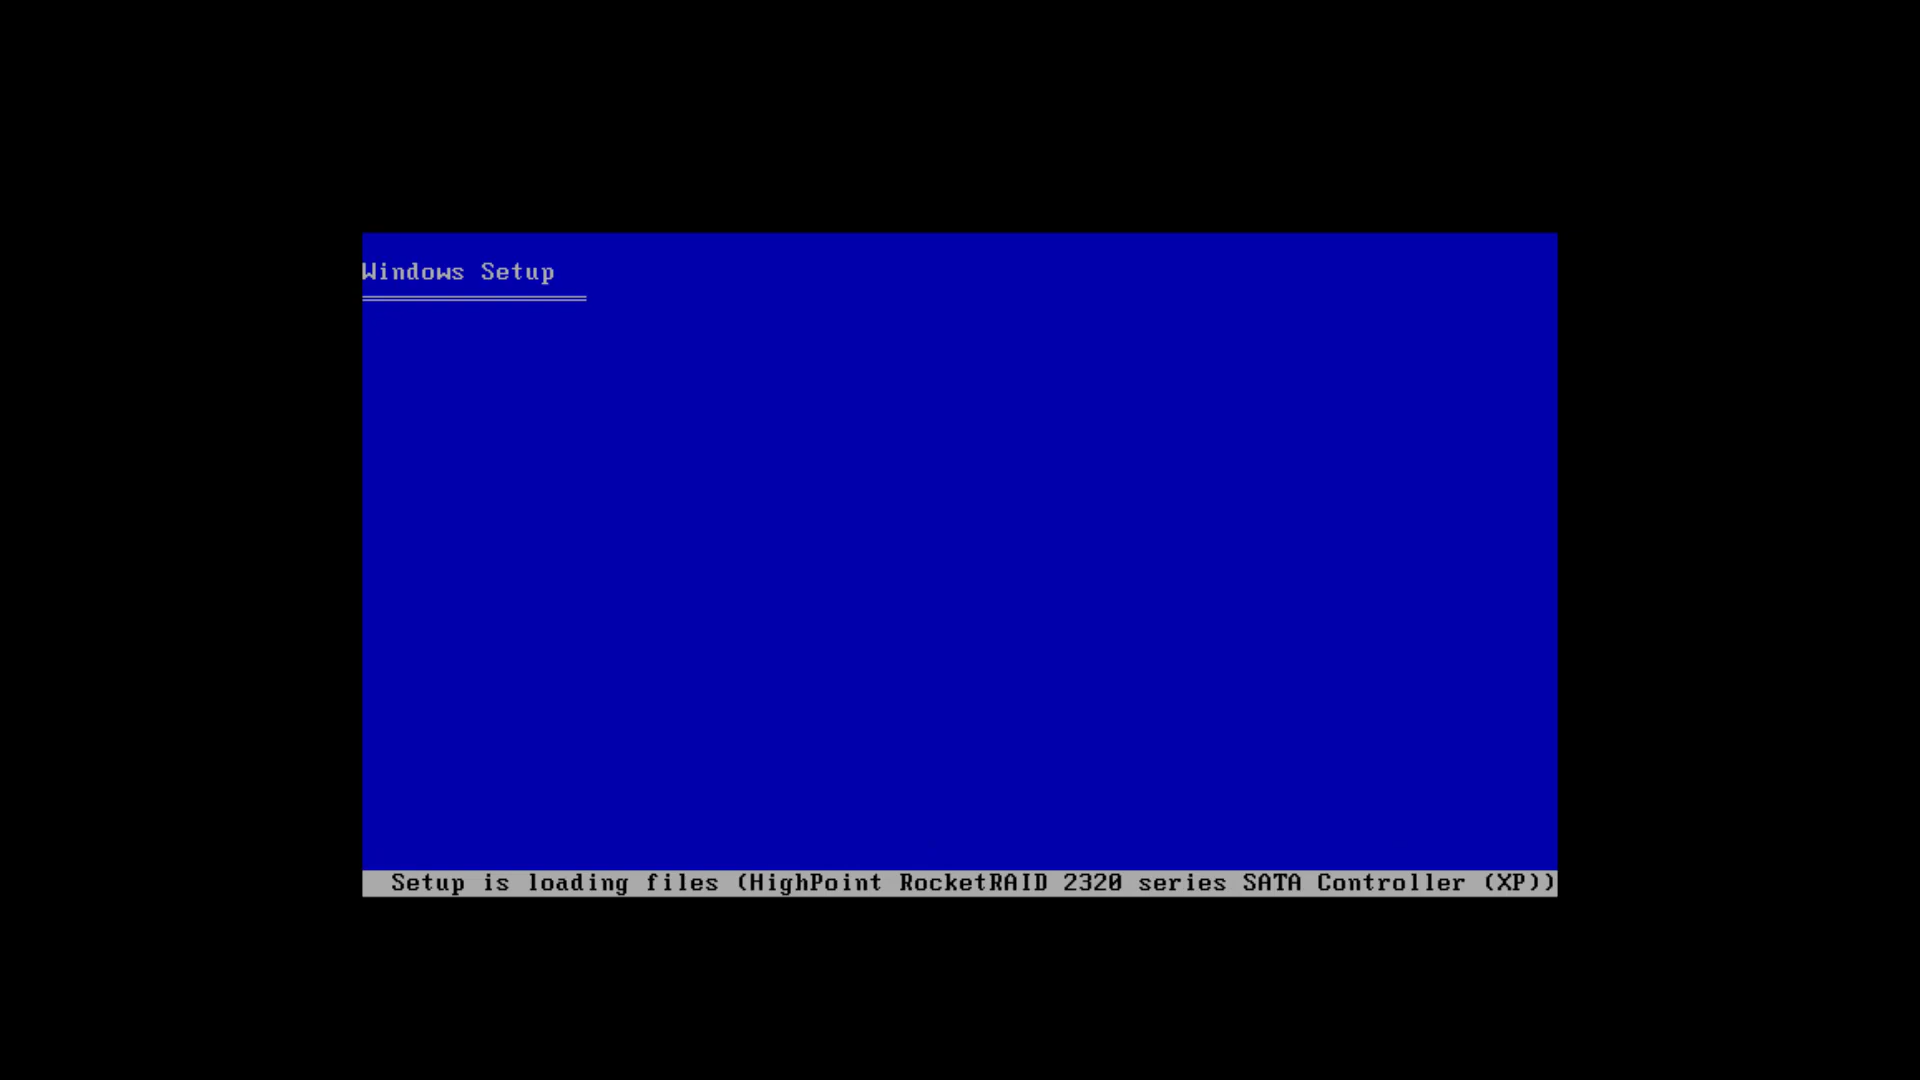 Windows Setup
Setup is loading files (HighPoint RocketRAID 2320 series SATA Controller (XP))